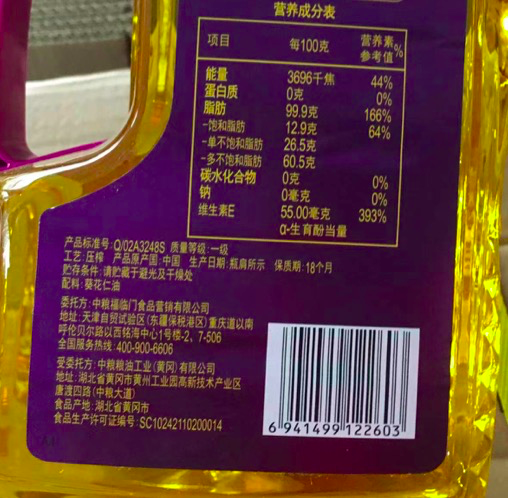 营养成分表
项目 每100克 营养素参考值%
能量 3696千焦 44%
蛋白质 0克 0%
脂肪 99.9克 166%
-饱和脂肪 12.9克 64%
-单不饱和脂肪 26.5克
-多不饱和脂肪 60.5克
碳水化合物 0克 0%
钠 0毫克 0%
维生素E 55.00毫克 393%
α-生育酚当量
产品标准号:Q/02A3248S 质量等级:一级
工艺:压榨 产品原产国:中国 生产日期:瓶肩所示 保质期:18个月
贮存条件:请贮藏于避光及干燥处
配料:葵花仁油
委托方:中粮福临门食品营销有限公司
地址:天津自贸试验区(东疆保税港区)重庆道以南
呼伦贝尔路以西铭海中心1号楼-2、7-506
全国服务热线:400-900-6606
受委托方:中粮粮油工业(黄冈)有限公司
地址:湖北省黄冈市黄州工业园高新技术产业区
唐渡四路(中粮大道)
食品产地:湖北省黄冈市
食品生产许可证编号:SC10242110200014
6 941499 122603